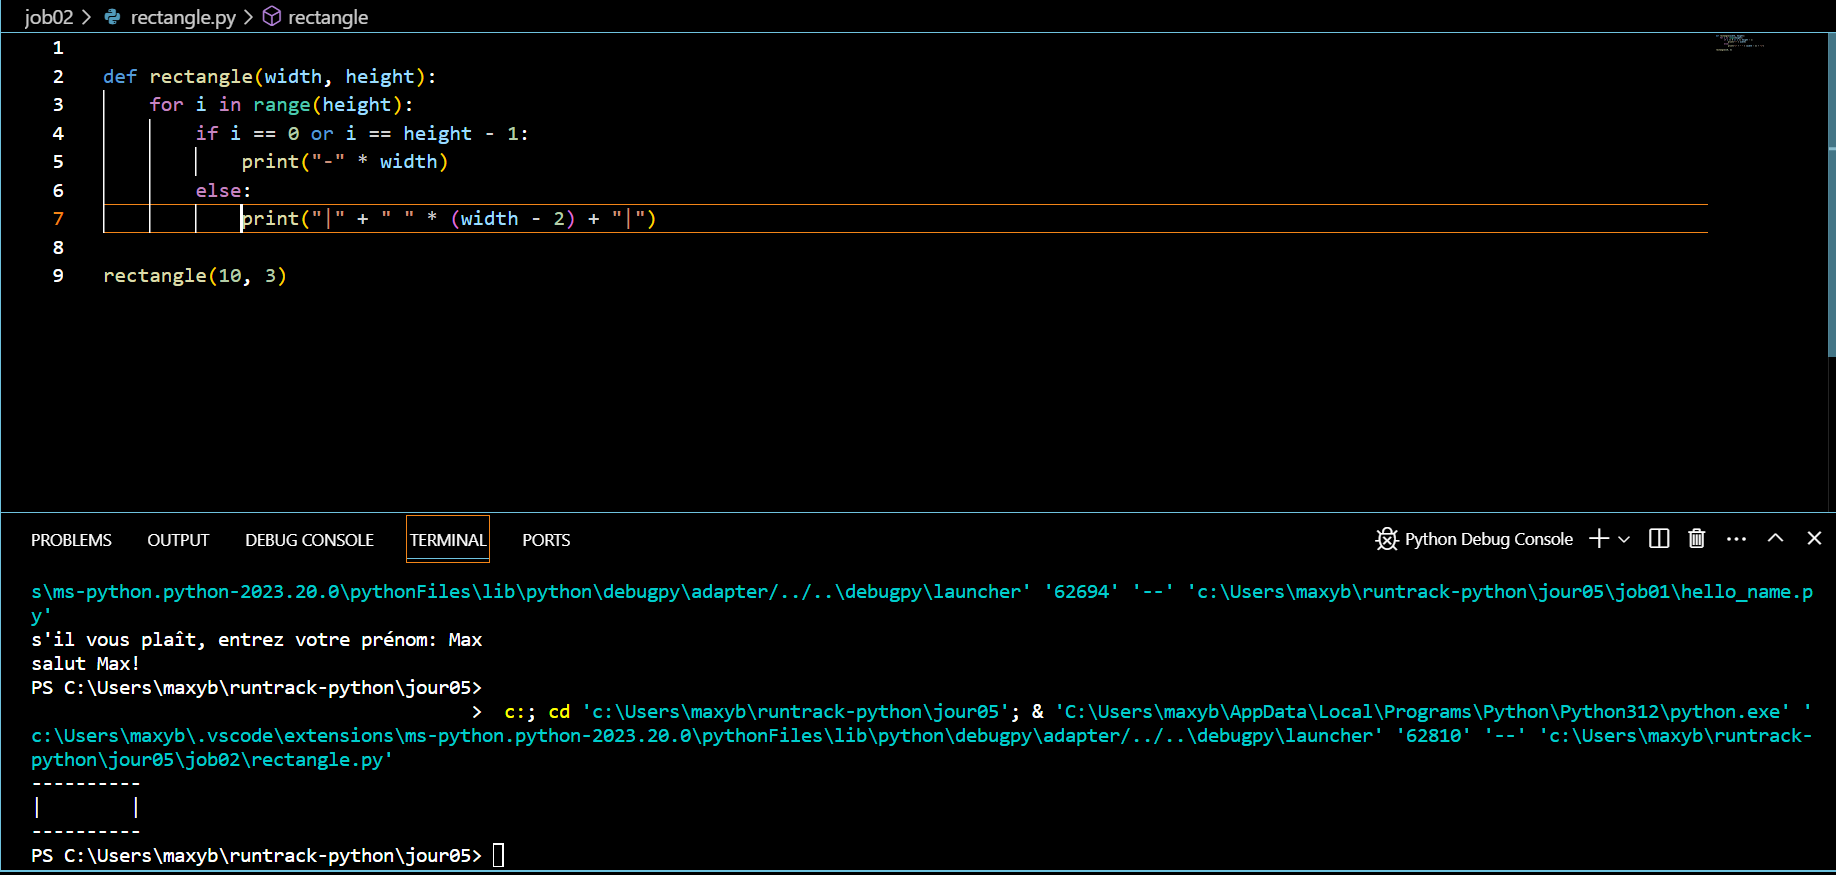 job02 > rectangle.py > rectangle
1
2 def rectangle(width, height):
3     for i in range(height):
4         if i == 0 or i == height - 1:
5             print("-" * width)
6         else:
7             print("|" + " " * (width - 2) + "|")
8
9 rectangle(10, 3)
PROBLEMS OUTPUT DEBUG CONSOLE TERMINAL PORTS Python Debug Console
s\ms-python.python-2023.20.0\pythonFiles\lib\python\debugpy\adapter/../..\debugpy\launcher' '62694' '--' 'c:\Users\maxyb\runtrack-python\jour05\job01\hello_name.p
y'
s'il vous plaît, entrez votre prénom: Max
salut Max!
PS C:\Users\maxyb\runtrack-python\jour05>
> c:; cd 'c:\Users\maxyb\runtrack-python\jour05'; & 'C:\Users\maxyb\AppData\Local\Programs\Python\Python312\python.exe' '
c:\Users\maxyb\.vscode\extensions\ms-python.python-2023.20.0\pythonFiles\lib\python\debugpy\adapter/../..\debugpy\launcher' '62810' '--' 'c:\Users\maxyb\runtrack-
python\jour05\job02\rectangle.py'
----------
|        |
----------
PS C:\Users\maxyb\runtrack-python\jour05>